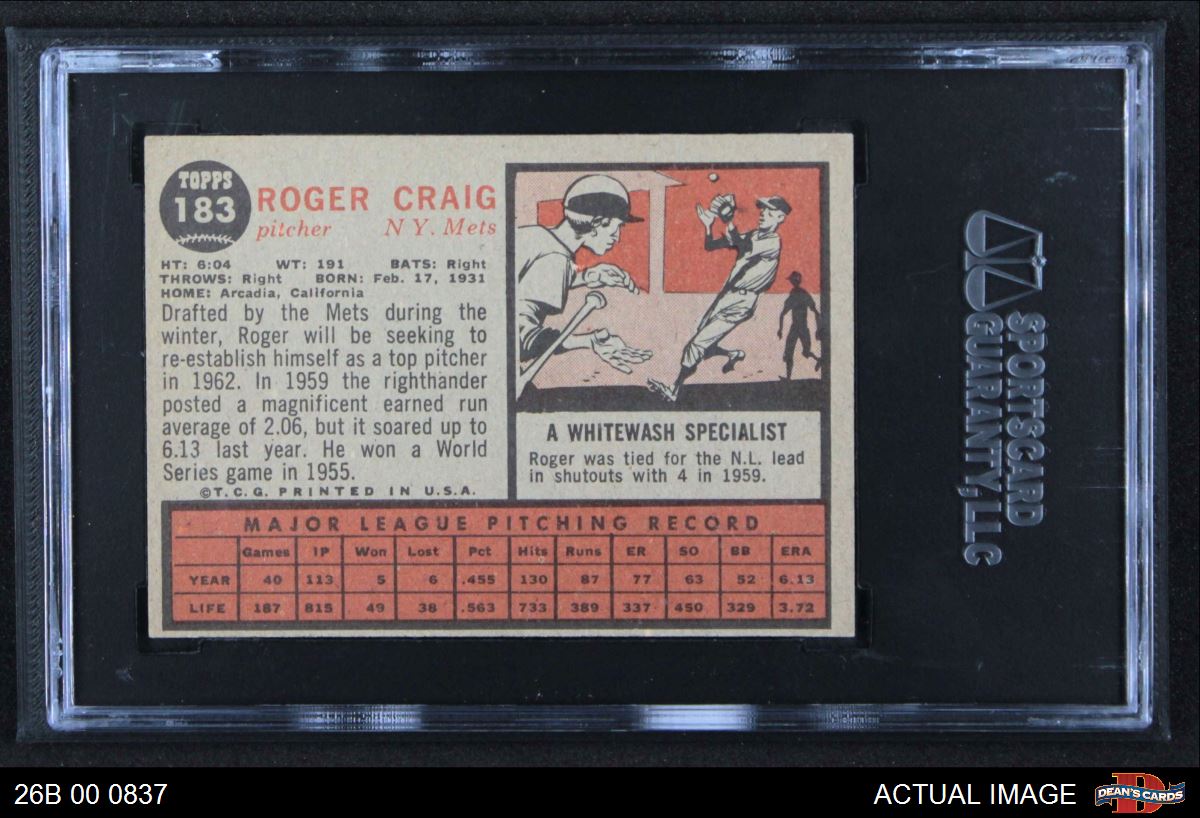 TOPPS
183
ROGER CRAIG
pitcher N Y. Mets
HT: 6:04 WT: 191 BATS: Right
THROWS: Right BORN: Feb. 17, 1931
HOME: Arcadia, California
Drafted by the Mets during the
winter, Roger will be seeking to
re-establish himself as a top pitcher
in 1962. In 1959 the righthander
posted a magnificent earned run
average of 2.06, but it soared up to
6.13 last year. He won a World
Series game in 1955.
©T.C.G. PRINTED IN U.S.A.
A WHITEWASH SPECIALIST
Roger was tied for the N.L. lead
in shutouts with 4 in 1959.
MAJOR LEAGUE PITCHING RECORD
Games IP Won Lost Pct Hits Runs ER SO BB ERA
YEAR 40 113 5 6 .455 130 87 77 63 52 6.13
LIFE 187 815 49 38 .563 733 389 337 450 329 3.72
SPORTSCARD
GUARANTY, LLC
26B 00 0837
ACTUAL IMAGE
DEAN'S CARDS